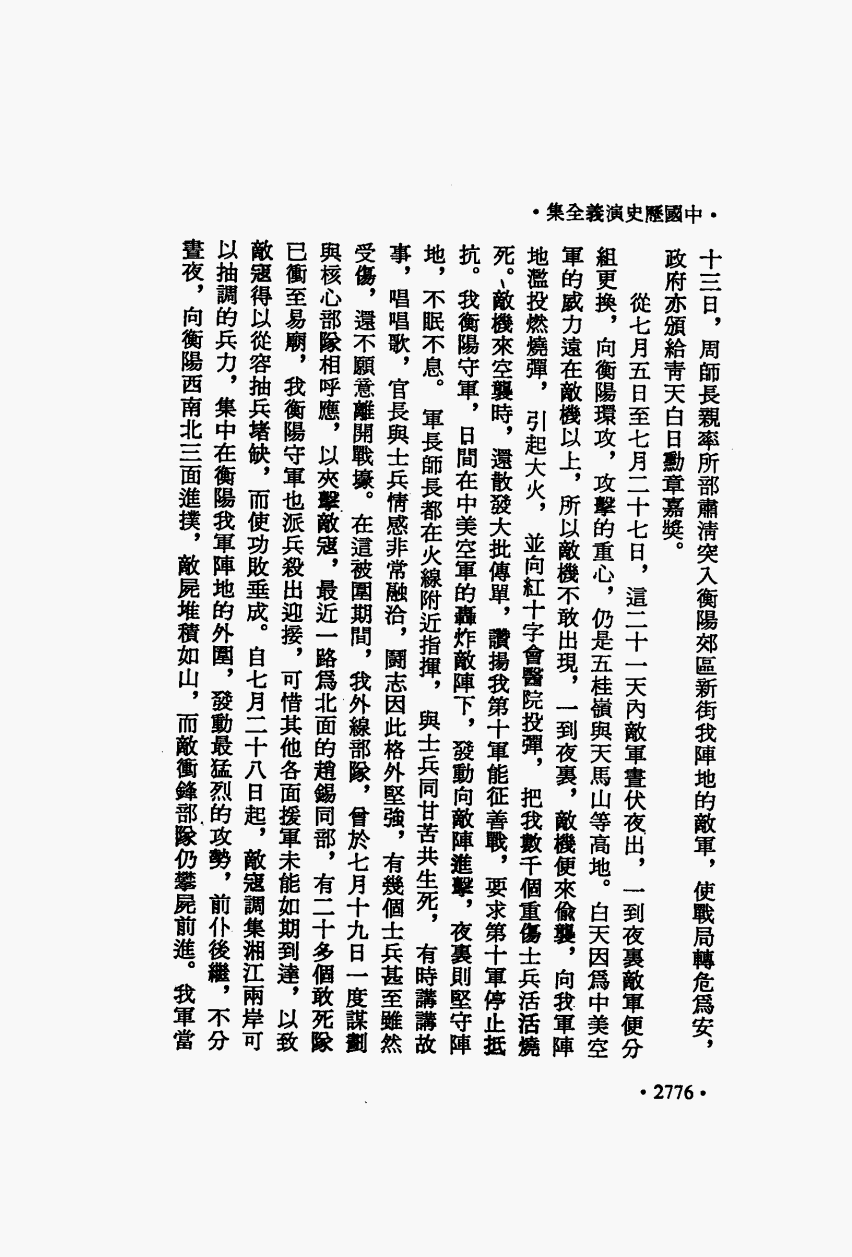 •中國歷史演義全集•
十三日，周師長親率所部肅清突入衡陽郊區新街我陣地的敵軍，使戰局轉危爲安，
政府亦頒給青天白日勳章嘉獎。
從七月五日至七月二十七日，這二十一天內敵軍晝伏夜出，一到夜裏敵軍便分
組更換，向衡陽環攻，攻擊的重心，仍是五桂嶺與天馬山等高地。白天因爲中美空
軍的威力遠在敵機以上，所以敵機不敢出現，一到夜裏，敵機便來偷襲，向我軍陣
地濫投燃燒彈，引起大火，並向紅十字會醫院投彈，把我數千個重傷士兵活活燒
死。敵機來空襲時，還散發大批傳單，讚揚我第十軍能征善戰，要求第十軍停止抵
抗。我衡陽守軍，日間在中美空軍的轟炸敵陣下，發動向敵陣進擊，夜裏則堅守陣
地，不眠不息。軍長師長都在火線附近指揮，與士兵同甘苦共生死，有時講講故
事，唱唱歌，官長與士兵情感非常融洽，鬪志因此格外堅強，有幾個士兵甚至雖然
受傷，還不願意離開戰壕。在這被圍期間，我外線部隊，曾於七月十九日一度謀劃
與核心部隊相呼應，以夾擊敵寇，最近一路爲北面的趙錫同部，有二十多個敢死隊
已衝至易廟，我衡陽守軍也派兵殺出迎接，可惜其他各面援軍未能如期到達，以致
敵寇得以從容抽兵堵缺，而使功敗垂成。自七月二十八日起，敵寇調集湘江兩岸可
以抽調的兵力，集中在衡陽我軍陣地的外圍，發動最猛烈的攻勢，前仆後繼，不分
晝夜，向衡陽西南北三面進撲，敵屍堆積如山，而敵衝鋒部隊仍攀屍前進。我軍當
•2776•